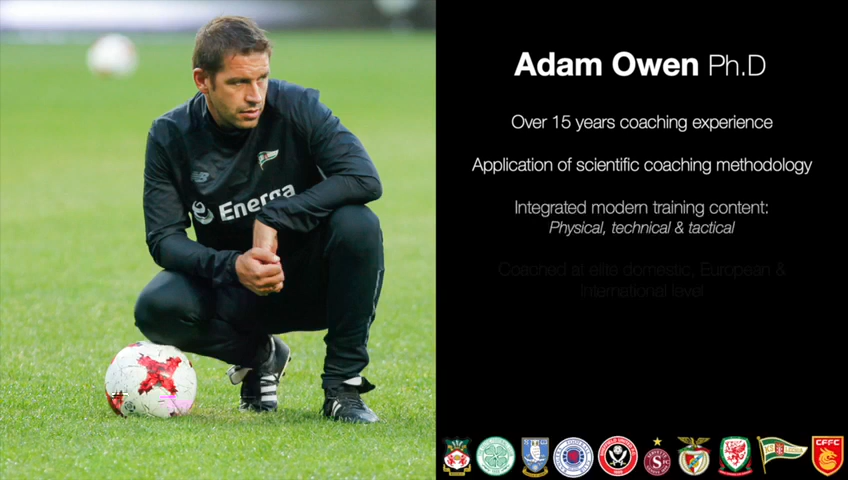 Adam Owen Ph.D
Over 15 years coaching experience
Application of scientific coaching methodology
Integrated modern training content:
Physical, technical & tactical
Coached at elite domestic, European &
International level
Energa
CFFC